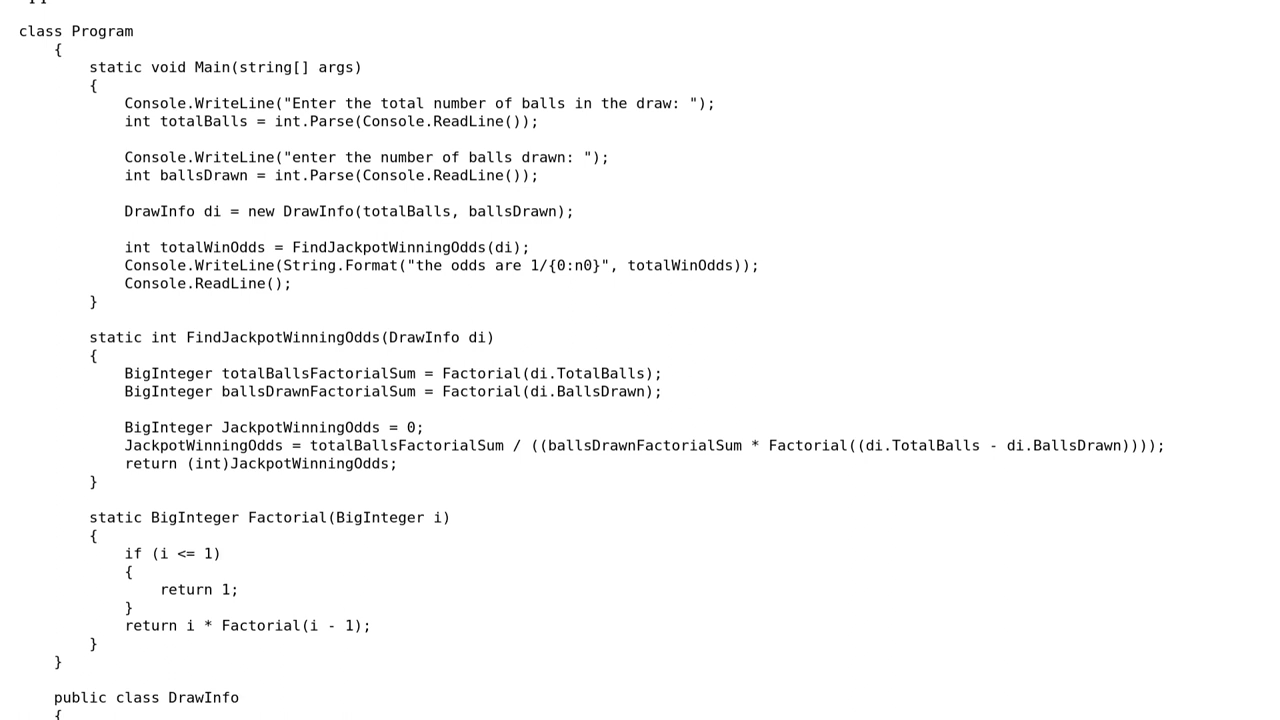 class Program
{
static void Main(string[] args)
{
Console.WriteLine("Enter the total number of balls in the draw: ");
int totalBalls = int.Parse(Console.ReadLine());
Console.WriteLine("enter the number of balls drawn: ");
int ballsDrawn = int.Parse(Console.ReadLine());
DrawInfo di = new DrawInfo(totalBalls, ballsDrawn);
int totalWinOdds = FindJackpotWinningOdds(di);
Console.WriteLine(String.Format("the odds are 1/{0:n0}", totalWinOdds));
Console.ReadLine();
}
static int FindJackpotWinningOdds(DrawInfo di)
{
BigInteger totalBallsFactorialSum = Factorial(di.TotalBalls);
BigInteger ballsDrawnFactorialSum = Factorial(di.BallsDrawn);
BigInteger JackpotWinningOdds = 0;
JackpotWinningOdds = totalBallsFactorialSum / ((ballsDrawnFactorialSum * Factorial((di.TotalBalls - di.BallsDrawn))));
return (int)JackpotWinningOdds;
}
static BigInteger Factorial(BigInteger i)
{
if (i <= 1)
{
return 1;
}
return i * Factorial(i - 1);
}
}
public class DrawInfo
{